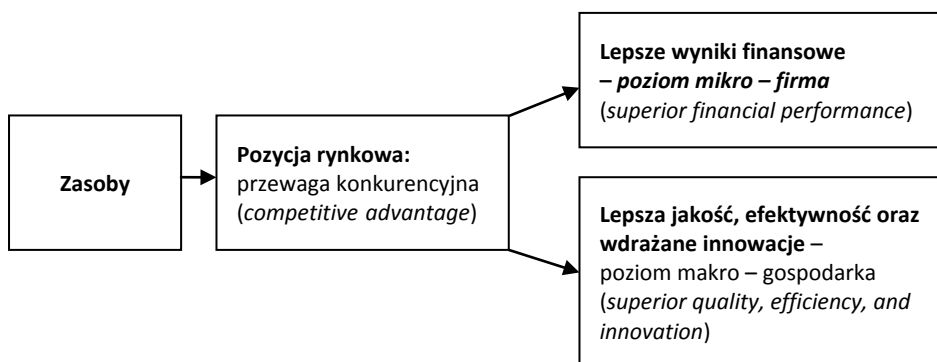 Zasoby
Pozycja rynkowa:
przewaga konkurencyjna
(competitive advantage)
Lepsze wyniki finansowe
– poziom mikro – firma
(superior financial performance)
Lepsza jakość, efektywność oraz
wdrażane innowacje –
poziom makro – gospodarka
(superior quality, efficiency, and
innovation)